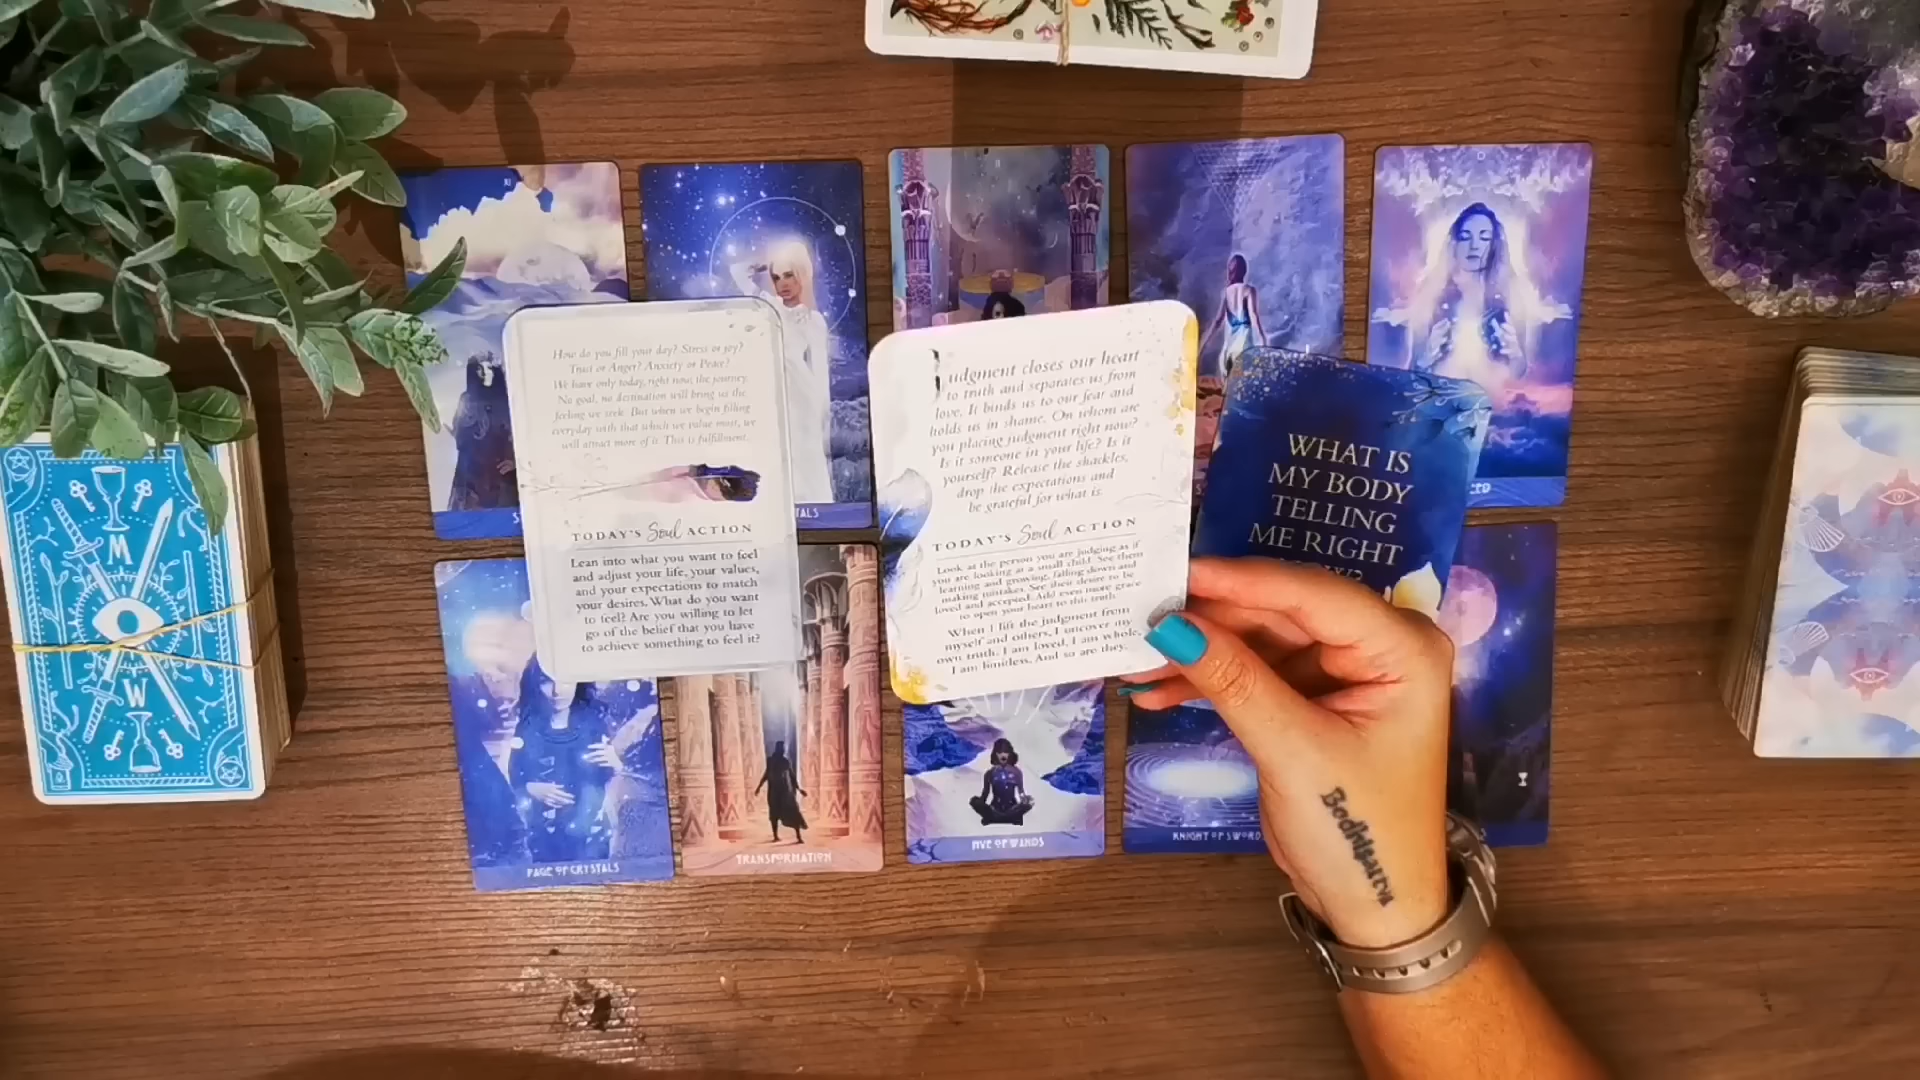 How do you fill your day? Stress or joy?
Trust or Anger? Anxiety or Peace?
We have only today, right now, the journey.
No goal, no destination will bring us the
feeling we seek. But when we begin filling
everyday with that which we value most, we
will attract more of it. This is fulfillment.
TODAY'S Soul ACTION
Lean into what you want to feel
and adjust your life, your values,
and your expectations to match
your desires. What do you want
to feel? Are you willing to let
go of the belief that you have
to achieve something to feel it?
Judgment closes our heart
to truth and separates us from
love. It binds us to our fear and
holds us in shame. On whom are
you placing judgment right now?
Is it someone in your life? Is it
yourself? Release the shackles,
drop the expectations and
be grateful for what is.
TODAY'S Soul ACTION
Look at the person you are judging as if
you are looking at a small child. See them
learning and growing, falling down and
making mistakes. See their desire to be
loved and accepted. Add even more grace
to open your heart to this truth.
When I lift the judgment from
myself and others, I uncover my
own truth. I am loved, I am whole,
I am limitless. And so are they.
WHAT IS
MY BODY
TELLING
ME RIGHT
M
W
XI
II
0
PAGE OF CRYSTALS
TRANSFORMATION
FIVE OF WANDS
KNIGHT OF SWORD
Bodhisattva